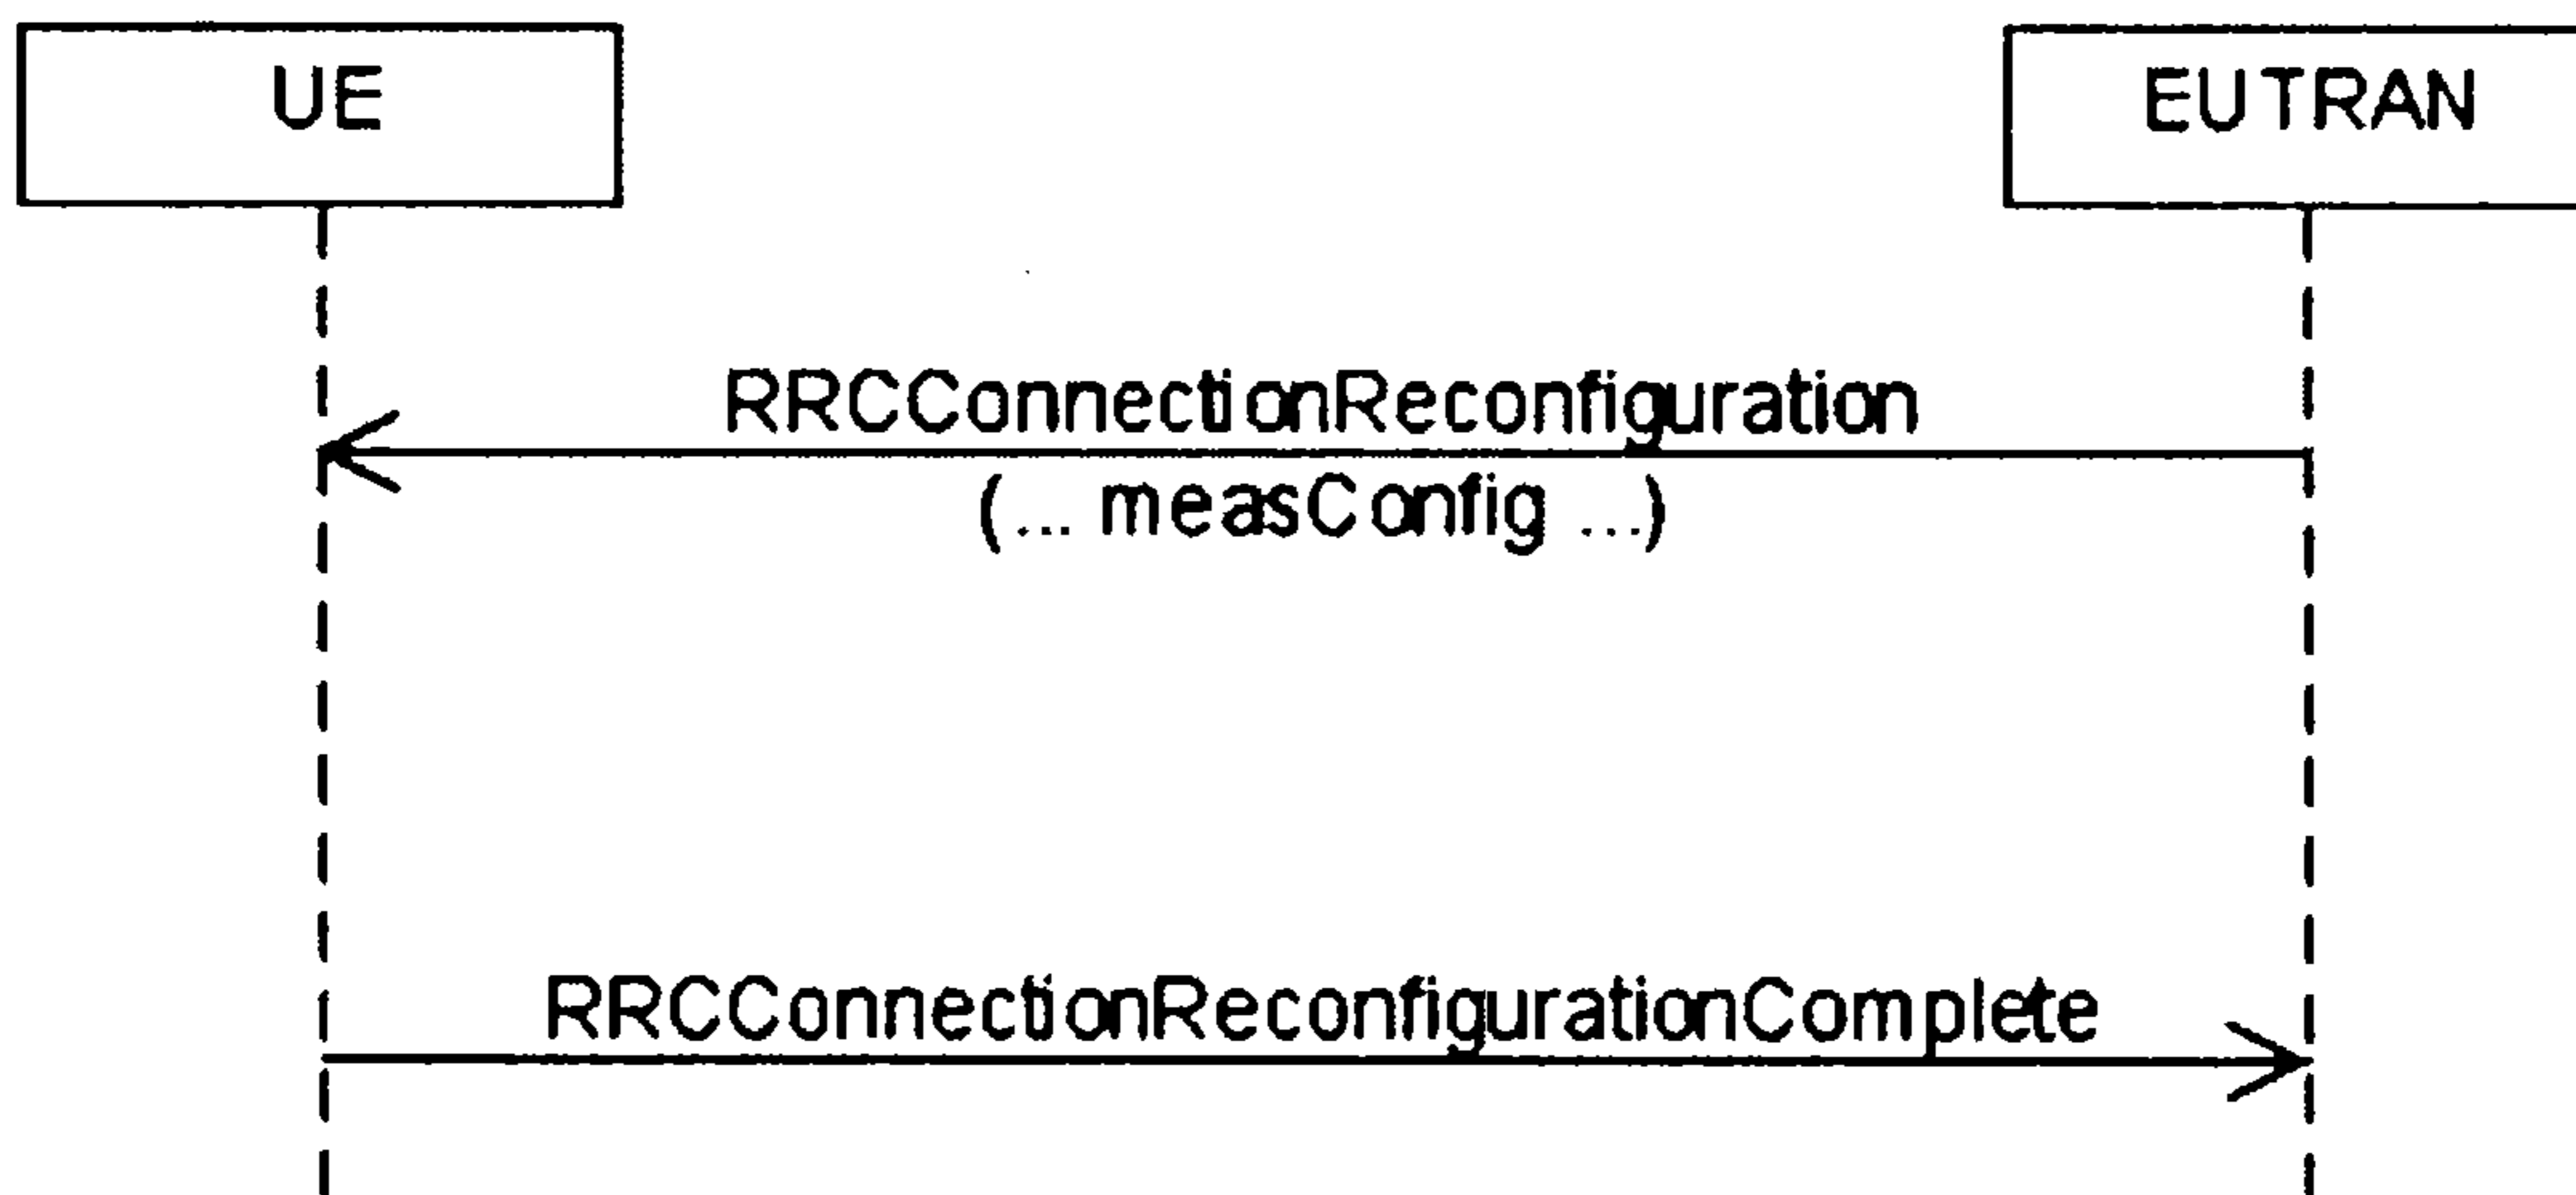 UE
EUTRAN
RRCConnectionReconfiguration
(... measConfig ...)
RRCConnectionReconfigurationComplete